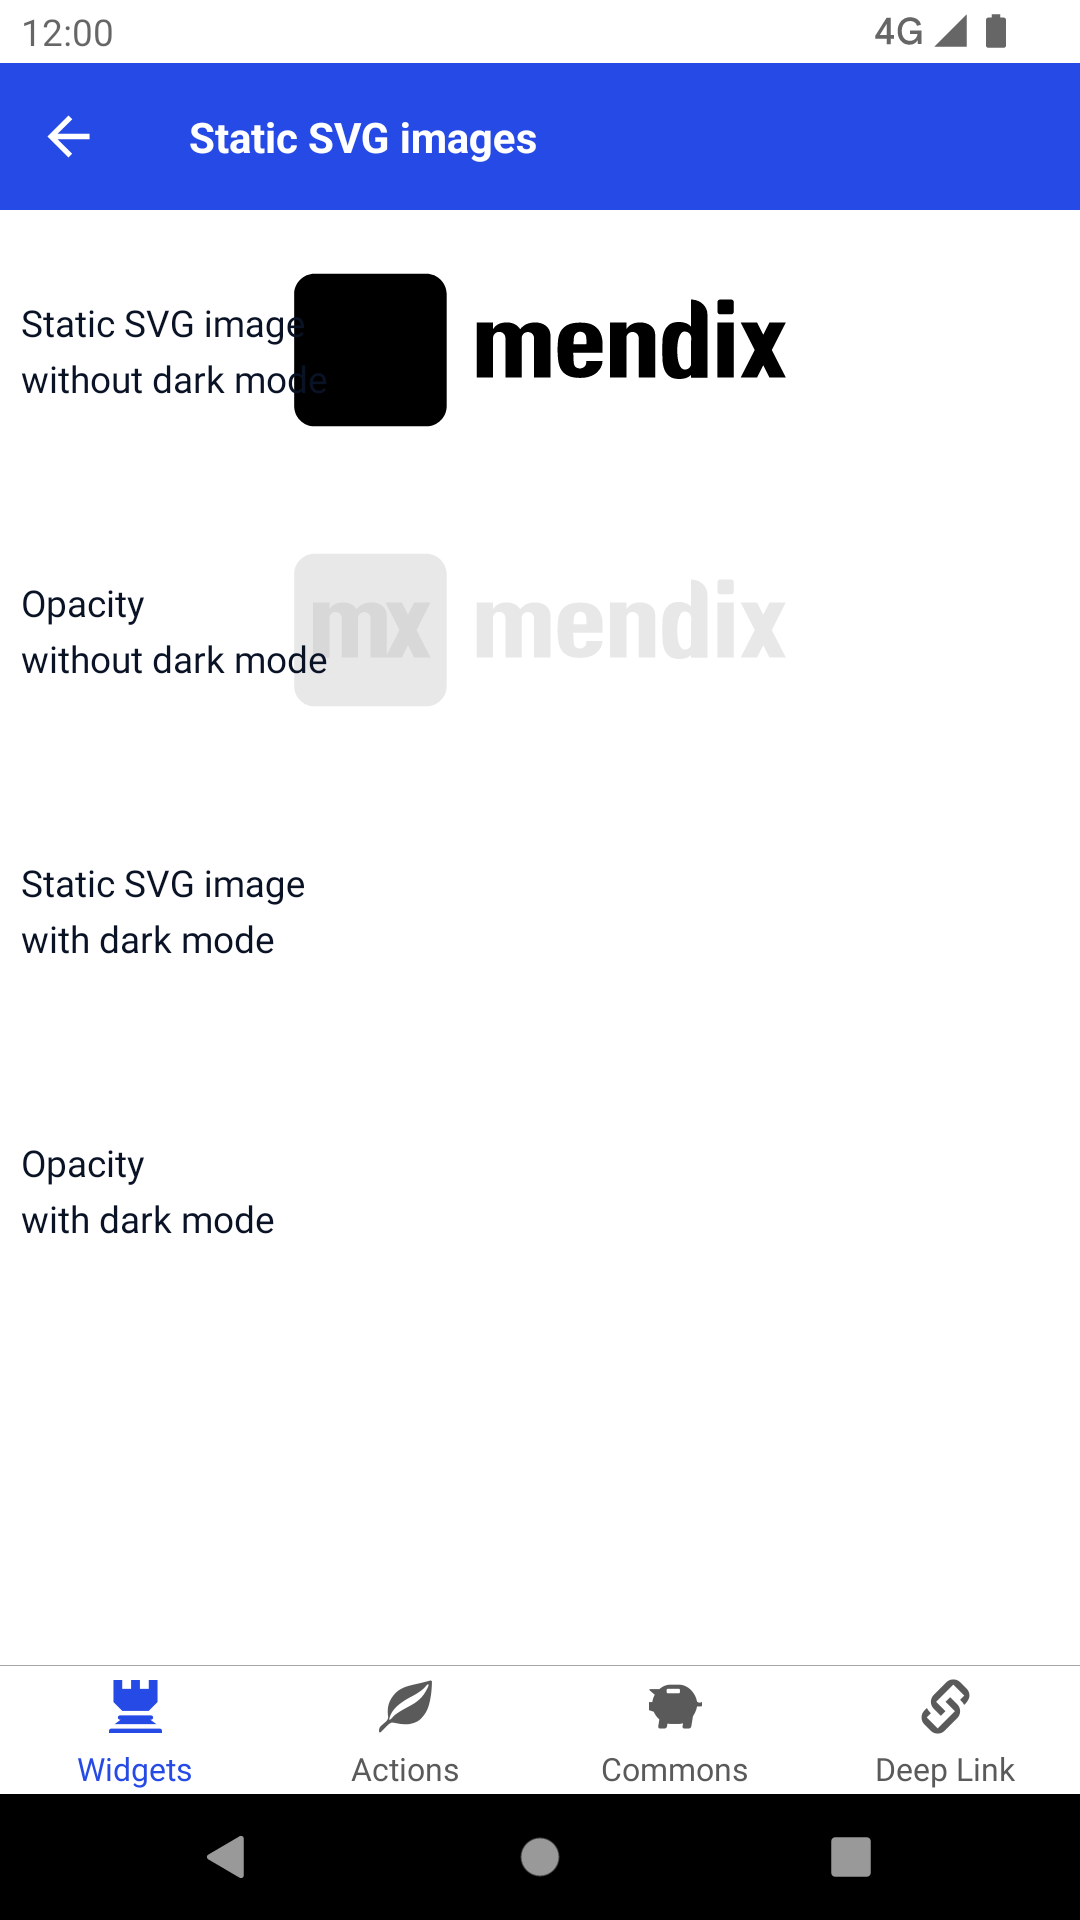 12:00
4G
Static SVG images
Static SVG image
without dark mode
mendix
Opacity
without dark mode
mx mendix
Static SVG image
with dark mode
Opacity
with dark mode
Widgets
Actions
Commons
Deep Link